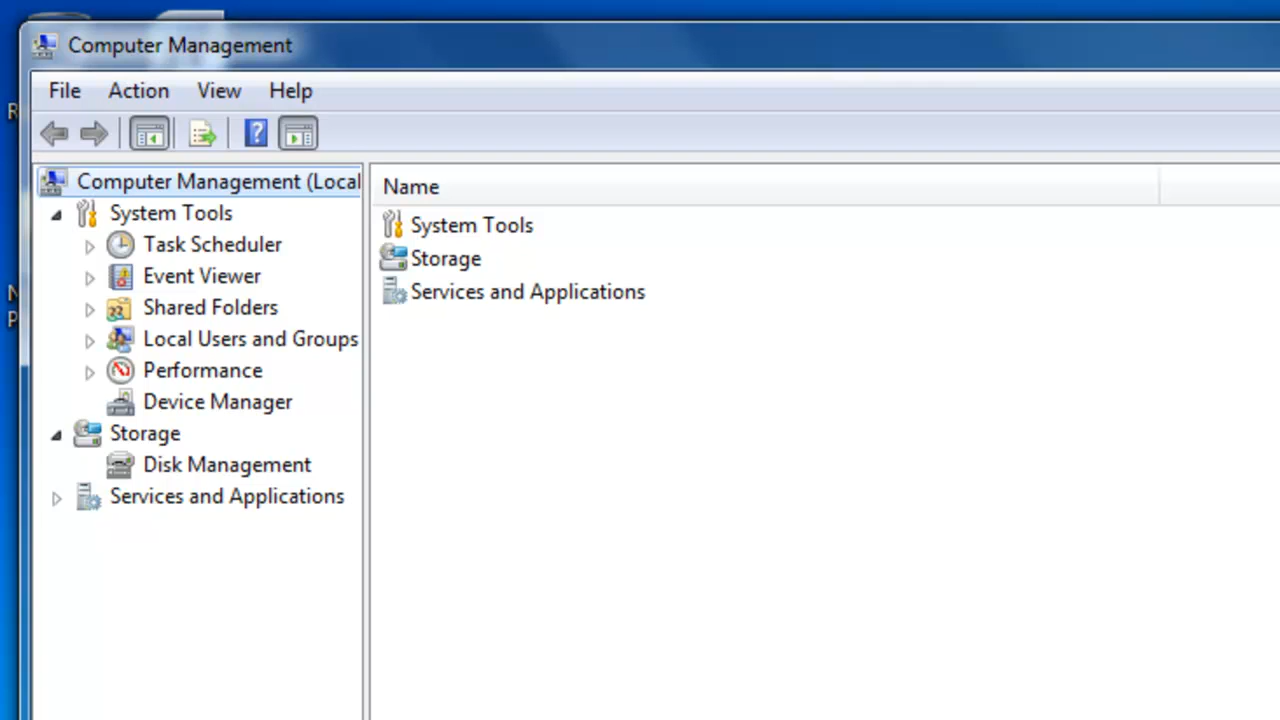 Computer Management
File Action View Help
Computer Management (Local
System Tools
Task Scheduler
Event Viewer
Shared Folders
Local Users and Groups
Performance
Device Manager
Storage
Disk Management
Services and Applications
Name
System Tools
Storage
Services and Applications
R
N
P